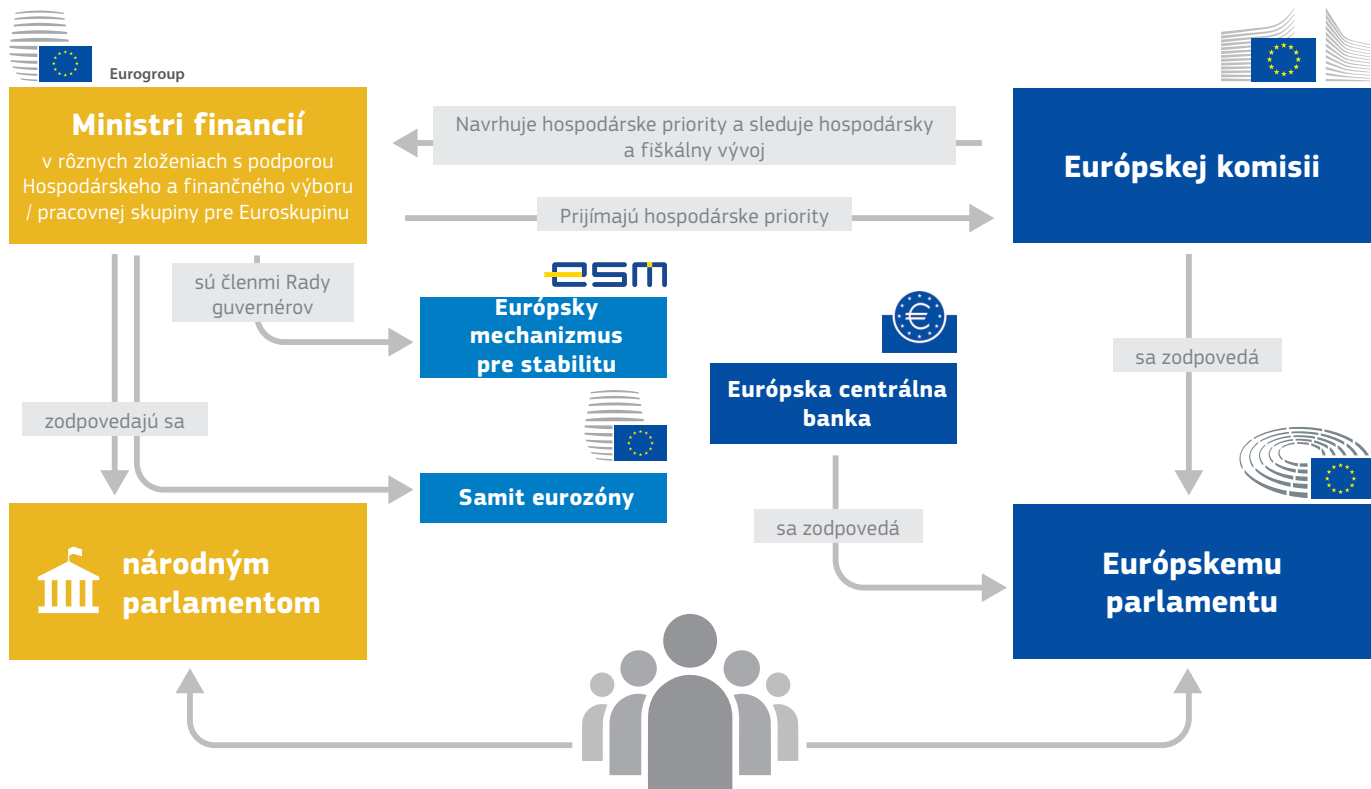 Eurogroup
Ministri financií
v rôznych zloženiach s podporou
Hospodárskeho a finančného výboru
/ pracovnej skupiny pre Euroskupinu
Navrhuje hospodárske priority a sleduje hospodársky
a fiškálny vývoj
Európskej komisii
Prijímajú hospodárske priority
sú členmi Rady
guvernérov
esm
Európsky
mechanizmus
pre stabilitu
€
Európska centrálna
banka
sa zodpovedá
zodpovedajú sa
Samit eurozóny
sa zodpovedá
národným
parlamentom
Európskemu
parlamentu